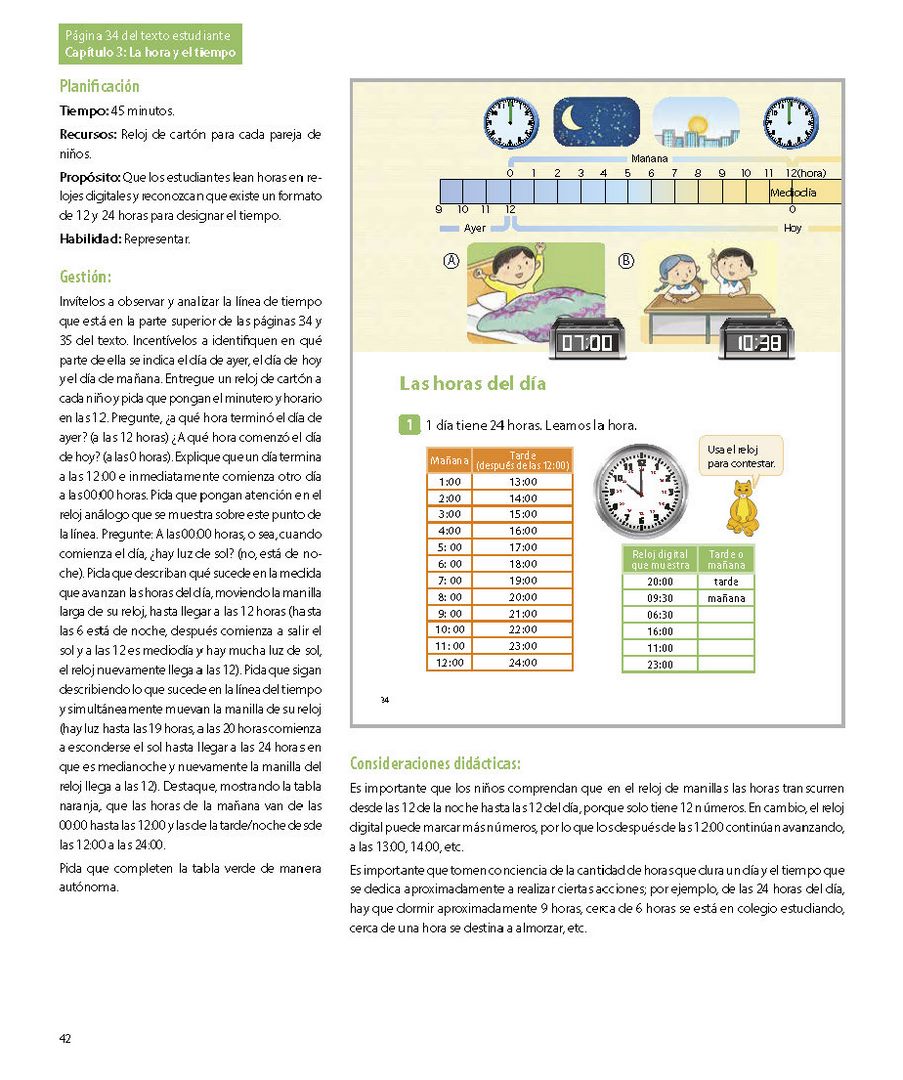 Página 34 del texto estudiante
Capítulo 3: La hora y el tiempo
Planificación
Tiempo: 45 minutos.
Recursos: Reloj de cartón para cada pareja de
niños.
Propósito: Que los estudiantes lean horas en re-
lojes digitales y reconozcan que existe un formato
de 12 y 24 horas para designar el tiempo.
Habilidad: Representar.
Gestión:
Invítelos a observar y analizar la línea de tiempo
que está en la parte superior de las páginas 34 y
35 del texto. Incentívelos a identifiquen en qué
parte de ella se indica el día de ayer, el día de hoy
y el día de mañana. Entregue un reloj de cartón a
cada niño y pida que pongan el minutero y horario
en las 12. Pregunte, ¿a qué hora terminó el día de
ayer? (a las 12 horas) ¿A qué hora comenzó el día
de hoy? (a las 0 horas). Explique que un día termina
a las 12:00 e inmediatamente comienza otro día
a las 00:00 horas. Pida que pongan atención en el
reloj análogo que se muestra sobre este punto de
la línea. Pregunte: A las 00:00 horas, o sea, cuando
comienza el día, ¿hay luz de sol? (no, está de no-
che). Pida que describan qué sucede en la medida
que avanzan las horas del día, moviendo la manilla
larga de su reloj, hasta llegar a las 12 horas (hasta
las 6 está de noche, después comienza a salir el
sol y a las 12 es mediodía y hay mucha luz de sol,
el reloj nuevamente llega a las 12). Pida que sigan
describiendo lo que sucede en la línea del tiempo
y simultáneamente muevan la manilla de su reloj
(hay luz hasta las 19 horas, a las 20 horas comienza
a esconderse el sol hasta llegar a las 24 horas en
que es medianoche y nuevamente la manilla del
reloj llega a las 12). Destaque, mostrando la tabla
naranja, que las horas de la mañana van de las
00:00 hasta las 12:00 y las de la tarde/noche desde
las 12:00 a las 24:00.
Pida que completen la tabla verde de manera
autónoma.
Mañana
0 1 2 3 4 5 6 7 8 9 10 11 12(hora)
Mediodía
9 10 11 12 0
Ayer Hoy
A B
07:00 10:38
Las horas del día
1 1 día tiene 24 horas. Leamos la hora.
Usa el reloj
para contestar.
Mañana Tarde
(después de las 12:00)
1:00 13:00
2:00 14:00
3:00 15:00
4:00 16:00
5: 00 17:00
6: 00 18:00
7: 00 19:00
8: 00 20:00
9: 00 21:00
10: 00 22:00
11: 00 23:00
12:00 24:00
Reloj digital Tarde o
que muestra mañana
20:00 tarde
09:30 mañana
06:30
16:00
11:00
23:00
34
Consideraciones didácticas:
Es importante que los niños comprendan que en el reloj de manillas las horas transcurren
desde las 12 de la noche hasta las 12 del día, porque solo tiene 12 números. En cambio, el reloj
digital puede marcar más números, por lo que los después de las 12:00 continúan avanzando,
a las 13:00, 14:00, etc.
Es importante que tomen conciencia de la cantidad de horas que dura un día y el tiempo que
se dedica aproximadamente a realizar ciertas acciones; por ejemplo, de las 24 horas del día,
hay que dormir aproximadamente 9 horas, cerca de 6 horas se está en colegio estudiando,
cerca de una hora se destina a almorzar, etc.
42